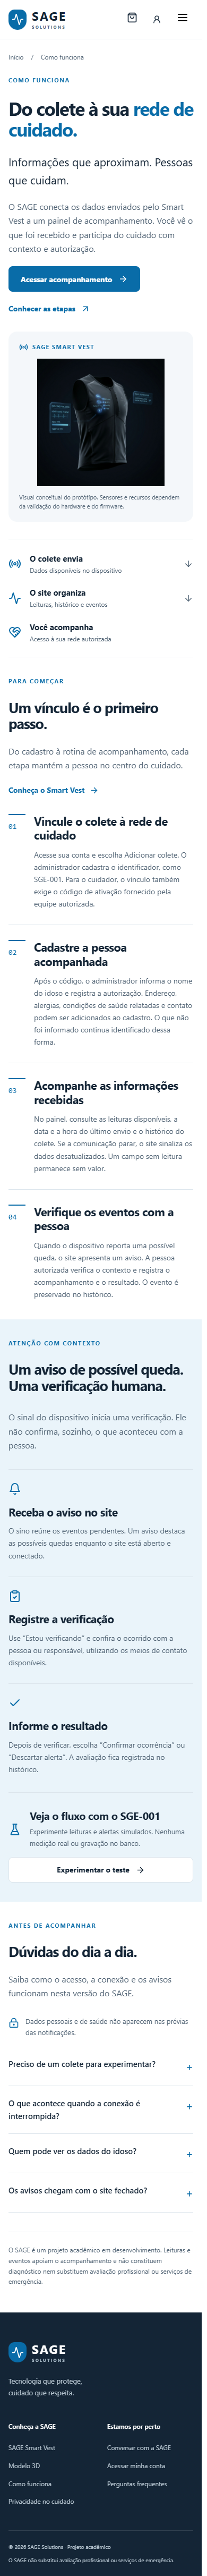 SAGE
SOLUTIONS
Início / Como funciona
COMO FUNCIONA
Do colete à sua rede de
cuidado.
Informações que aproximam. Pessoas
que cuidam.
O SAGE conecta os dados enviados pelo Smart
Vest a um painel de acompanhamento. Você vê o
que foi recebido e participa do cuidado com
contexto e autorização.
Acessar acompanhamento
Conhecer as etapas
SAGE SMART VEST
Visual conceitual do protótipo. Sensores e recursos dependem
da validação do hardware e do firmware.
O colete envia
Dados disponíveis no dispositivo
O site organiza
Leituras, histórico e eventos
Você acompanha
Acesso à sua rede autorizada
PARA COMEÇAR
Um vínculo é o primeiro
passo.
Do cadastro à rotina de acompanhamento, cada
etapa mantém a pessoa no centro do cuidado.
Conheça o Smart Vest
01
Vincule o colete à rede de
cuidado
Acesse sua conta e escolha Adicionar colete. O
administrador cadastra o identificador, como
SGE-001. Para o cuidador, o vínculo também
exige o código de ativação fornecido pela
equipe autorizada.
02
Cadastre a pessoa
acompanhada
Após o código, o administrador informa o nome
do idoso e registra a autorização. Endereço,
alergias, condições de saúde relatadas e contato
podem ser adicionados ao cadastro. O que não
foi informado continua identificado dessa
forma.
03
Acompanhe as informações
recebidas
No painel, consulte as leituras disponíveis, a
data e a hora do último envio e o histórico do
colete. Se a comunicação parar, o site sinaliza os
dados desatualizados. Um campo sem leitura
permanece sem valor.
04
Verifique os eventos com a
pessoa
Quando o dispositivo reporta uma possível
queda, o site apresenta um aviso. A pessoa
autorizada verifica o contexto e registra o
acompanhamento e o resultado. O evento é
preservado no histórico.
ATENÇÃO COM CONTEXTO
Um aviso de possível queda.
Uma verificação humana.
O sinal do dispositivo inicia uma verificação. Ele
não confirma, sozinho, o que aconteceu com a
pessoa.
Receba o aviso no site
O sino reúne os eventos pendentes. Um aviso destaca
as possíveis quedas enquanto o site está aberto e
conectado.
Registre a verificação
Use “Estou verificando” e confira o ocorrido com a
pessoa ou responsável, utilizando os meios de contato
disponíveis.
Informe o resultado
Depois de verificar, escolha “Confirmar ocorrência” ou
“Descartar alerta”. A avaliação fica registrada no
histórico.
Veja o fluxo com o SGE-001
Experimente leituras e alertas simulados. Nenhuma
medição real ou gravação no banco.
Experimentar o teste
ANTES DE ACOMPANHAR
Dúvidas do dia a dia.
Saiba como o acesso, a conexão e os avisos
funcionam nesta versão do SAGE.
Dados pessoais e de saúde não aparecem nas prévias
das notificações.
Preciso de um colete para experimentar? +
O que acontece quando a conexão é
interrompida? +
Quem pode ver os dados do idoso? +
Os avisos chegam com o site fechado? +
O SAGE é um projeto acadêmico em desenvolvimento. Leituras e
eventos apoiam o acompanhamento e não constituem
diagnóstico nem substituem avaliação profissional ou serviços de
emergência.
SAGE
SOLUTIONS
Tecnologia que protege,
cuidado que respeita.
Conheça a SAGE
SAGE Smart Vest
Modelo 3D
Como funciona
Privacidade no cuidado
Estamos por perto
Conversar com a SAGE
Acessar minha conta
Perguntas frequentes
© 2026 SAGE Solutions · Projeto acadêmico
O SAGE não substitui avaliação profissional ou serviços de emergência.